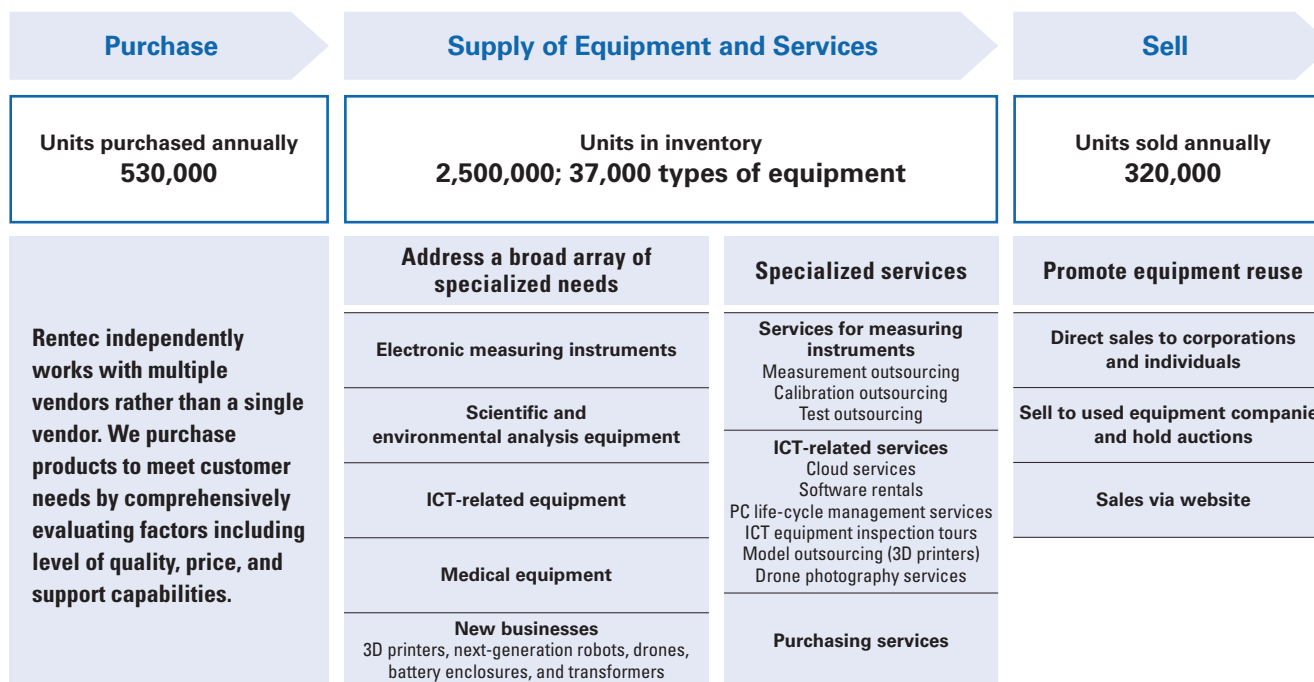 Purchase
Supply of Equipment and Services
Sell
Units purchased annually
530,000
Units in inventory
2,500,000; 37,000 types of equipment
Units sold annually
320,000
Rentec independently
works with multiple
vendors rather than a single
vendor. We purchase
products to meet customer
needs by comprehensively
evaluating factors including
level of quality, price, and
support capabilities.
Address a broad array of
specialized needs
Electronic measuring instruments
Scientific and
environmental analysis equipment
ICT-related equipment
Medical equipment
New businesses
3D printers, next-generation robots, drones,
battery enclosures, and transformers
Specialized services
Services for measuring
instruments
Measurement outsourcing
Calibration outsourcing
Test outsourcing
ICT-related services
Cloud services
Software rentals
PC life-cycle management services
ICT equipment inspection tours
Model outsourcing (3D printers)
Drone photography services
Purchasing services
Promote equipment reuse
Direct sales to corporations
and individuals
Sell to used equipment companie
and hold auctions
Sales via website